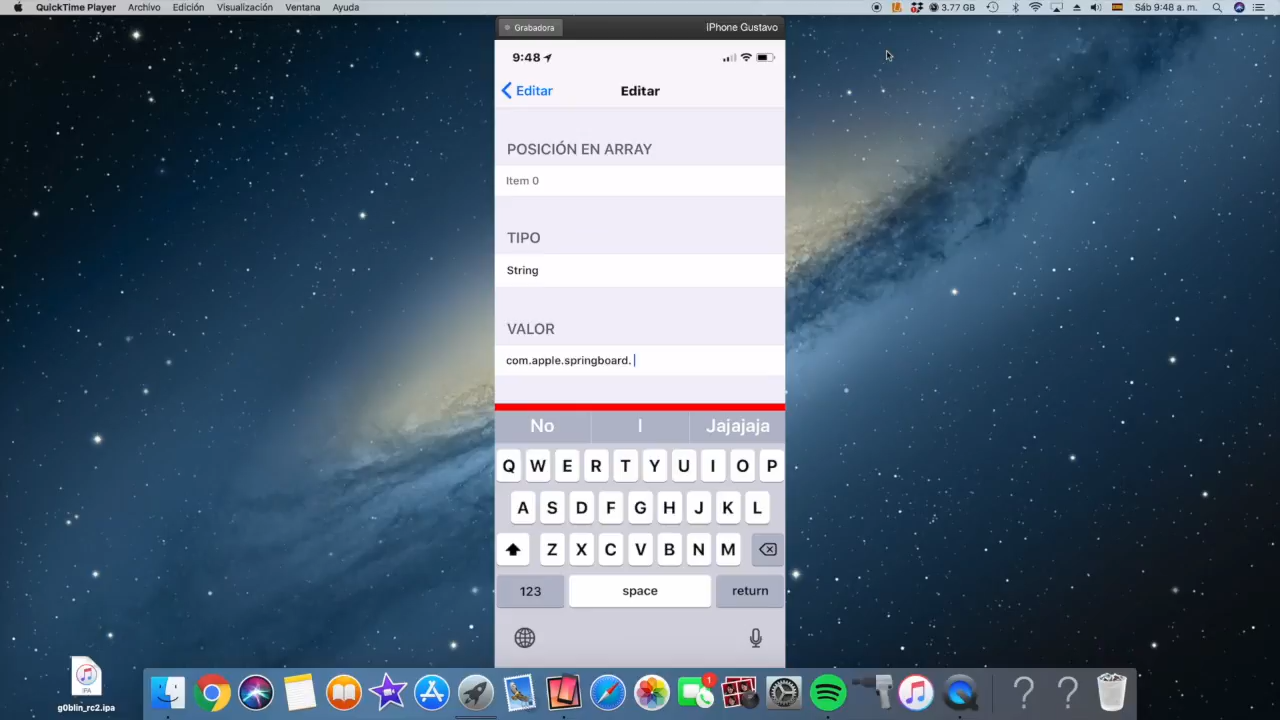 QuickTime Player Archivo Edición Visualización Ventana Ayuda
3.77 GB Sáb 9:48 a. m.
Grabadora iPhone Gustavo
9:48
Editar Editar
POSICIÓN EN ARRAY
Item 0
TIPO
String
VALOR
com.apple.springboard.
No I Jajajaja
Q W E R T Y U I O P
A S D F G H J K L
Z X C V B N M
123 space return
IPA
g0blin_rc2.ipa
1